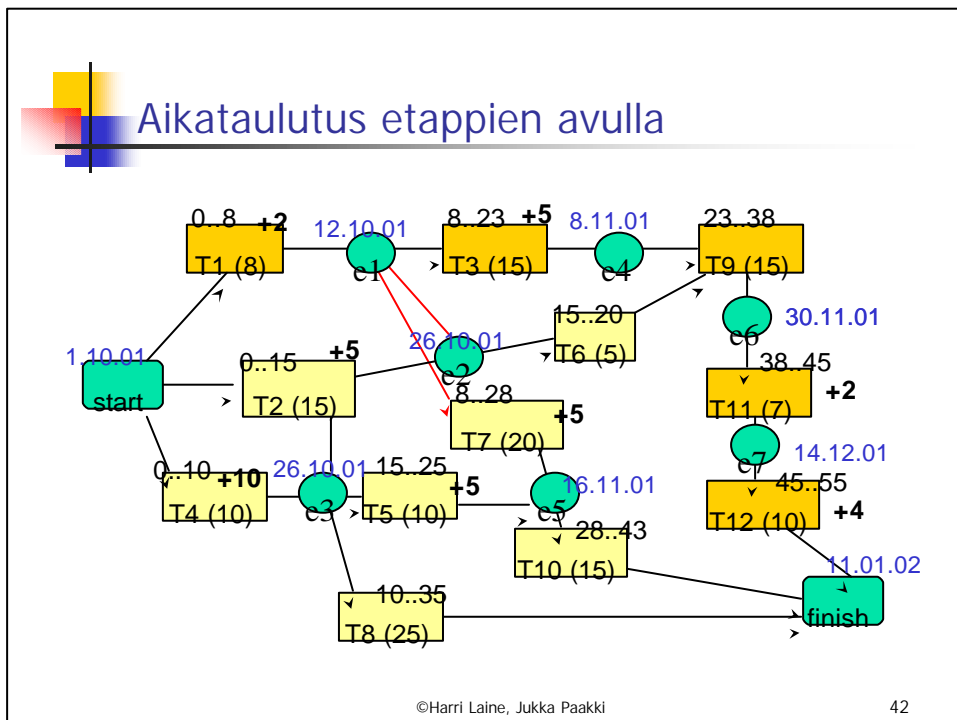 Aikataulutus etappien avulla
0..8 +2 12.10.01 8..23 +5 8.11.01 23..38
T1 (8) e1 T3 (15) e4 T9 (15)
15..20
1.10.01 0..15 +5 26.10.01 T6 (5) e6 30.11.01
start T2 (15) e2 38..45
8..28 +5 T11 (7) +2
T7 (20)
0..10 +10 26.10.01 15..25 +5 16.11.01 e7 14.12.01
T4 (10) e3 T5 (10) e5 45..55
T12 (10) +4
28..43
T10 (15) 11.01.02
10..35 finish
T8 (25)
©Harri Laine, Jukka Paakki 42